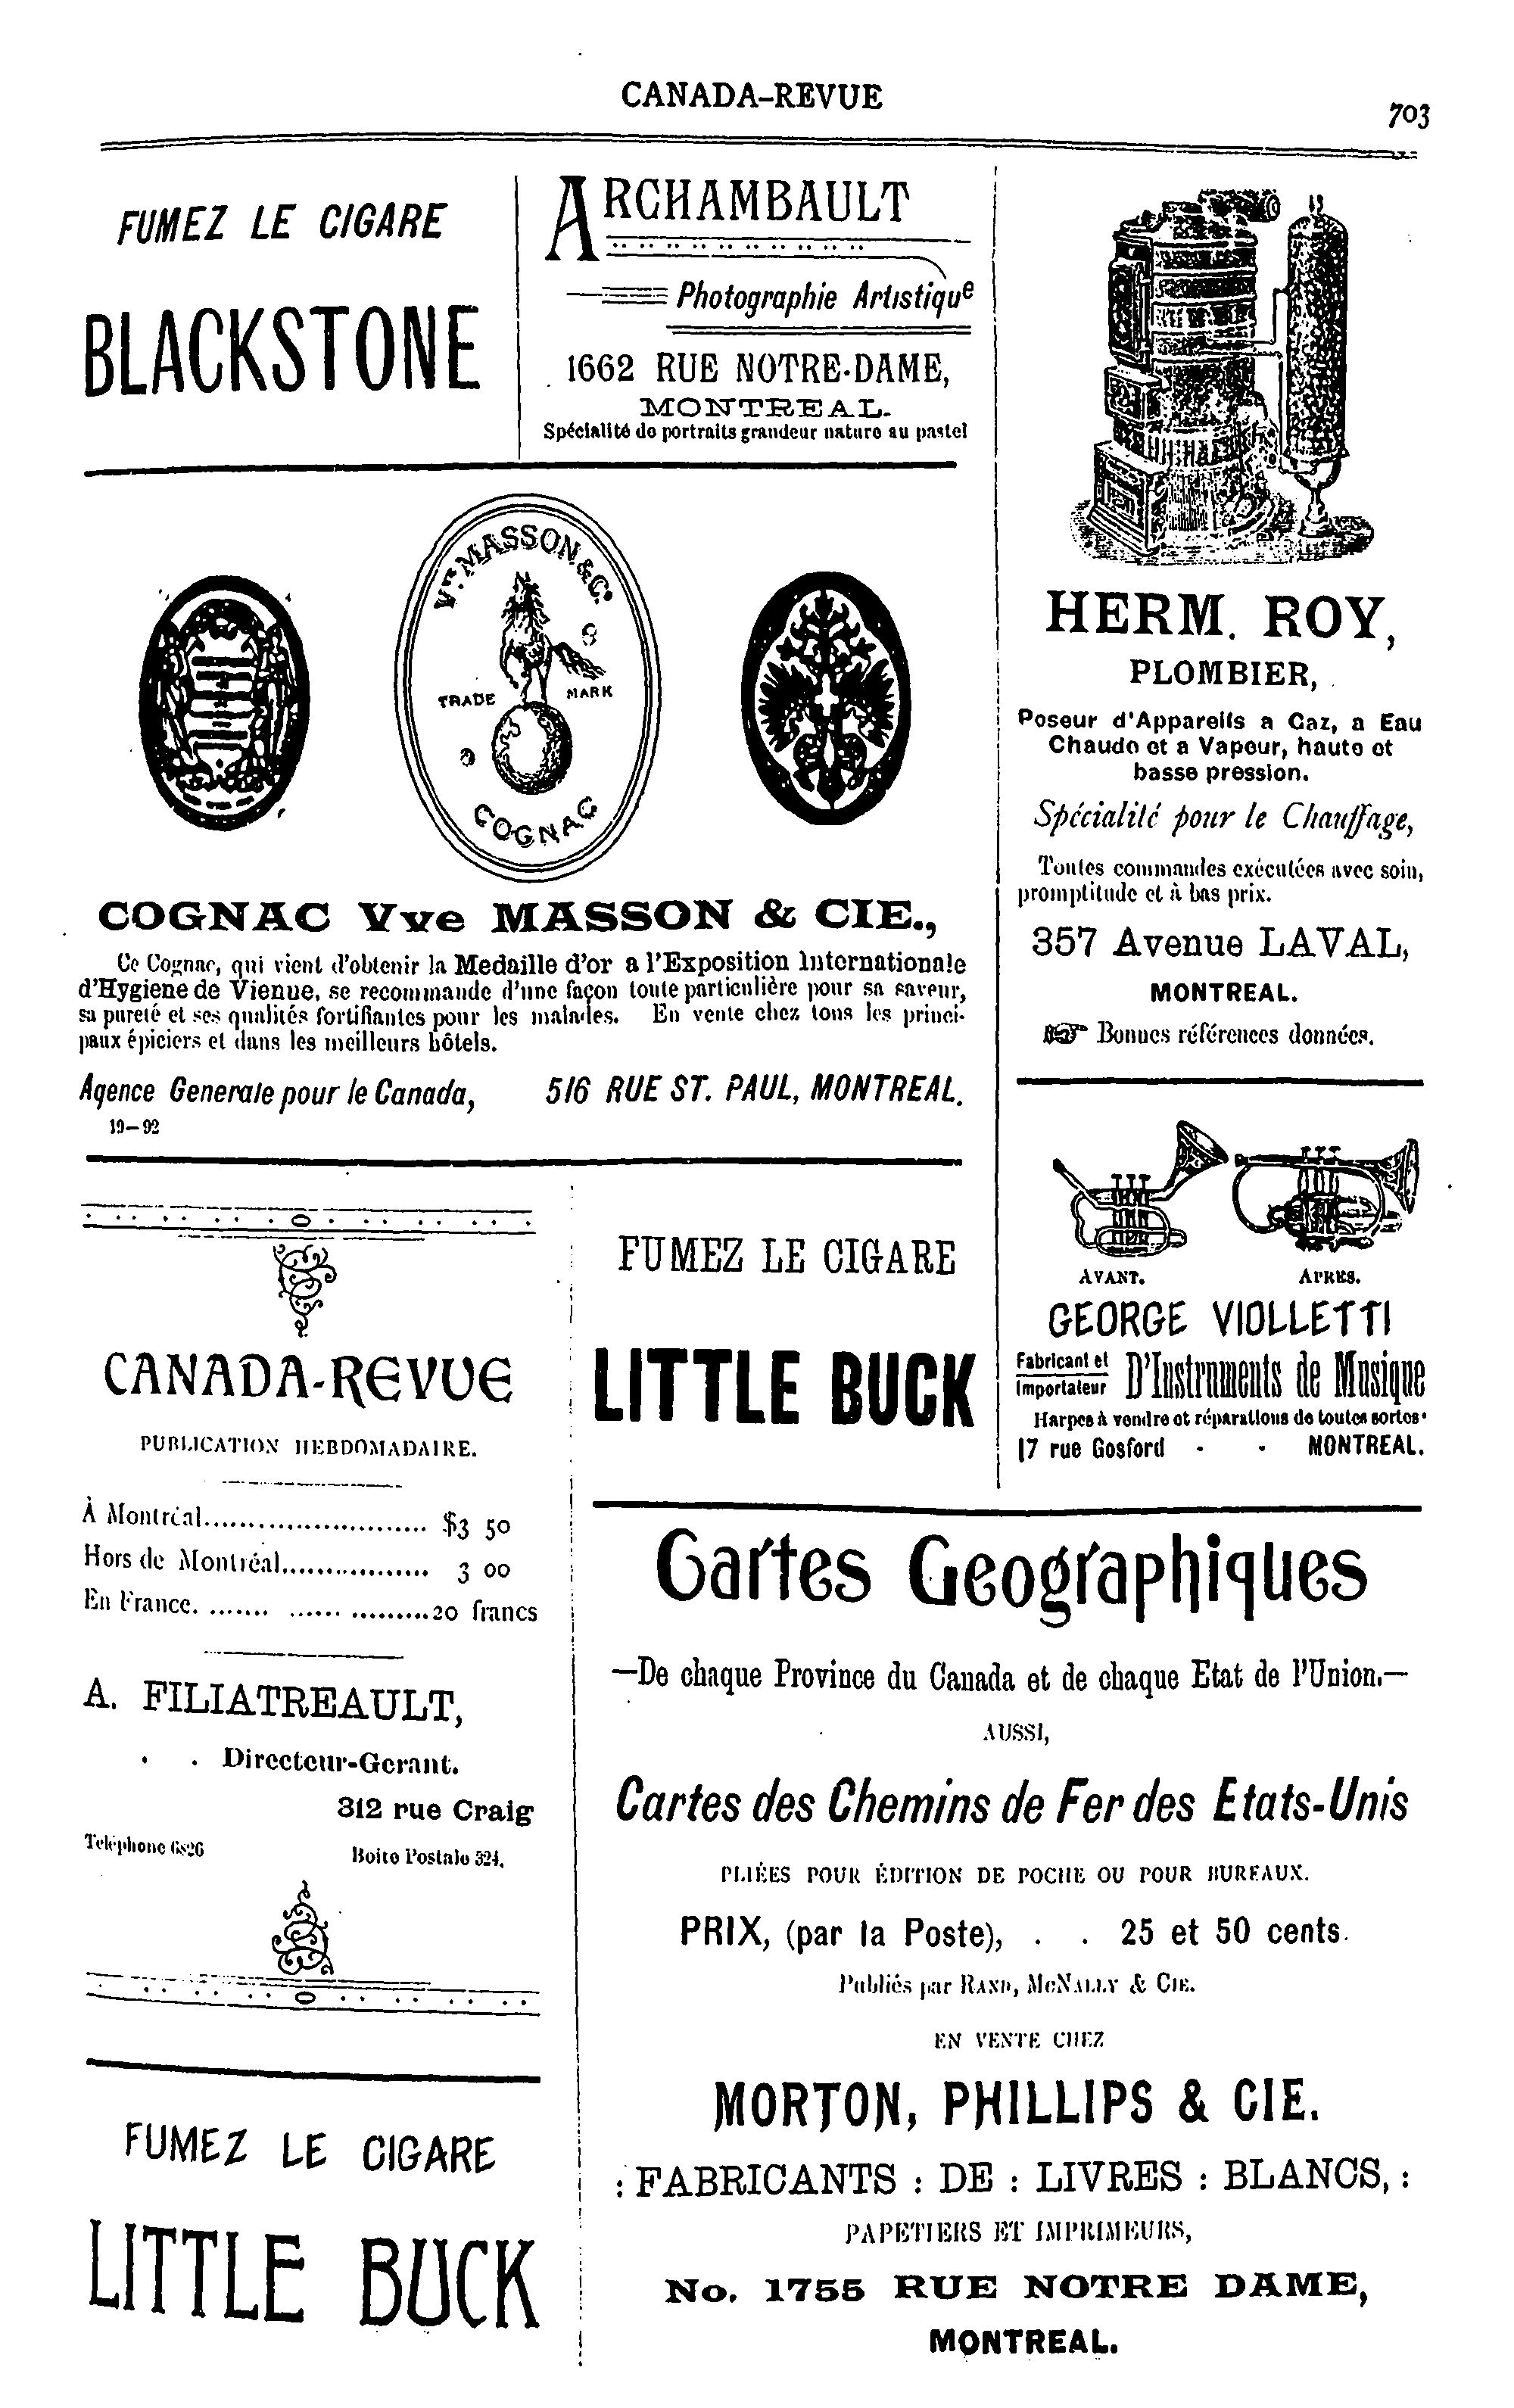 CANADA-REVUE
703
FUMEZ LE CIGARE
BLACKSTONE
ARCHAMBAULT
Photographie Artistique
1662 RUE NOTRE-DAME,
MONTREAL.
Spécialité de portraits grandeur nature au pastel
Vve MASSON & Co.
TRADE MARK
COGNAC
COGNAC Vve MASSON & CIE.,
Ce Cognac, qui vient d'obtenir la Medaille d'or a l'Exposition Internationale
d'Hygiene de Vienne, se recommande d'une façon toute particulière pour sa saveur,
sa pureté et ses qualités fortifiantes pour les malades. En vente chez tous les princi-
paux épiciers et dans les meilleurs hôtels.
Agence Generale pour le Canada, 516 RUE ST. PAUL, MONTREAL.
19-92
HERM. ROY,
PLOMBIER,
Poseur d'Appareils a Gaz, a Eau
Chaude et a Vapeur, haute et
basse pression.
Spécialité pour le Chauffage,
Toutes commandes exécutées avec soin,
promptitude et à bas prix.
357 Avenue LAVAL,
MONTREAL.
☞ Bonnes références données.
AVANT. APRES.
GEORGE VIOLLETTI
Fabricant et Importateur D'Instruments de Musique
Harpes à vendre et réparations de toutes sortes.
17 rue Gosford - - MONTREAL.
CANADA-REVUE
PUBLICATION HEBDOMADAIRE.
À Montréal.......................... $3 50
Hors de Montréal................. 3 00
En France. ....... ...... .........20 francs
A. FILIATREAULT,
. . Directeur-Gerant.
312 rue Craig
Teléphone 6826 Boite Postale 324.
FUMEZ LE CIGARE
LITTLE BUCK
FUMEZ LE CIGARE
LITTLE BUCK
Cartes Geographiques
—De chaque Province du Canada et de chaque Etat de l'Union.—
AUSSI,
Cartes des Chemins de Fer des Etats-Unis
PLIÉES POUR ÉDITION DE POCHE OU POUR BUREAUX.
PRIX, (par la Poste), . . 25 et 50 cents.
Publiés par RAND, MCNALLY & CIE.
EN VENTE CHEZ
MORTON, PHILLIPS & CIE.
: FABRICANTS : DE : LIVRES : BLANCS, :
PAPETIERS ET IMPRIMEURS,
No. 1755 RUE NOTRE DAME,
MONTREAL.